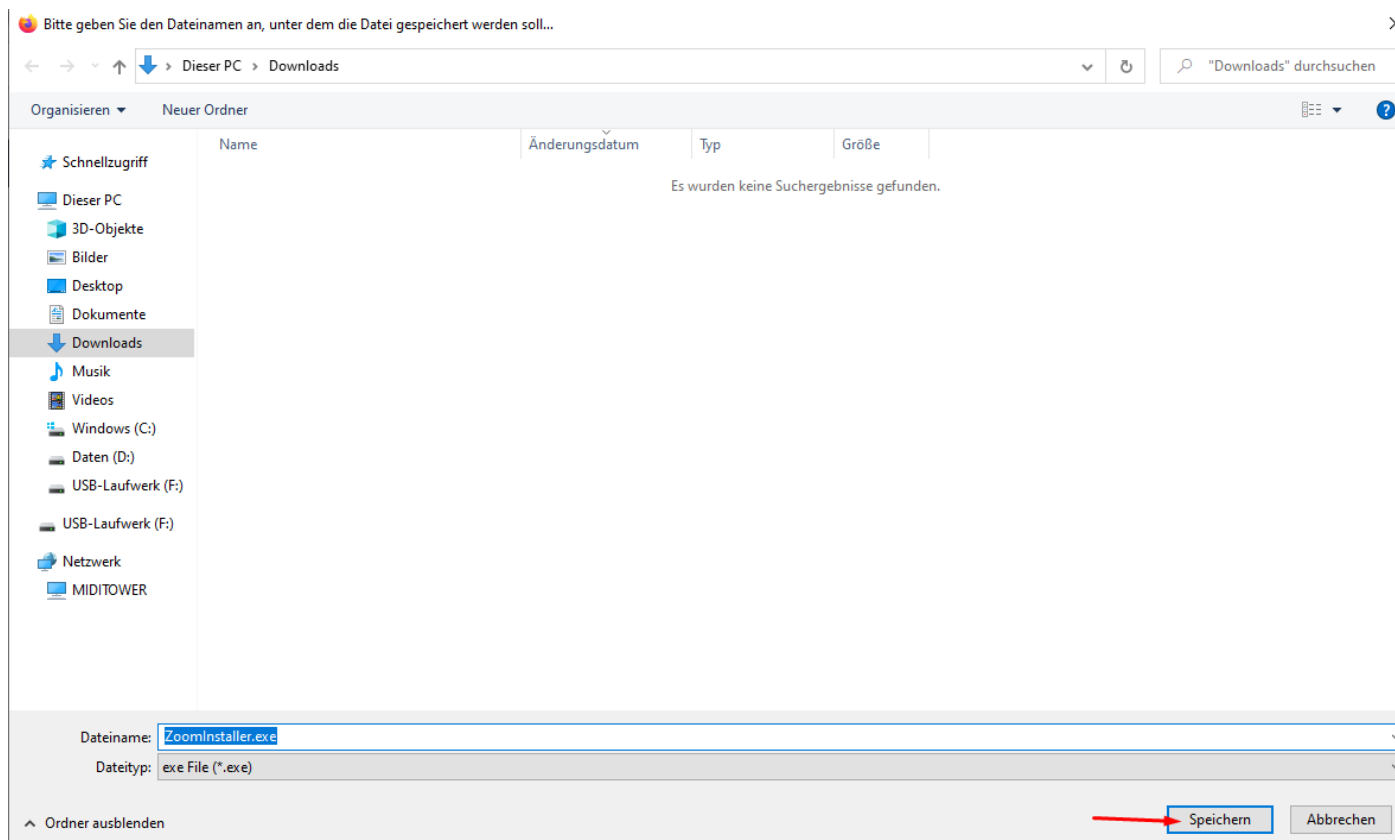 Bitte geben Sie den Dateinamen an, unter dem die Datei gespeichert werden soll...
Dieser PC > Downloads
"Downloads" durchsuchen
Organisieren
Neuer Ordner
?
Name
Änderungsdatum
Typ
Größe
Es wurden keine Suchergebnisse gefunden.
Schnellzugriff
Dieser PC
3D-Objekte
Bilder
Desktop
Dokumente
Downloads
Musik
Videos
Windows (C:)
Daten (D:)
USB-Laufwerk (F:)
USB-Laufwerk (F:)
Netzwerk
MIDITOWER
Dateiname: ZoomInstaller.exe
Dateityp: exe File (*.exe)
Ordner ausblenden
Speichern
Abbrechen